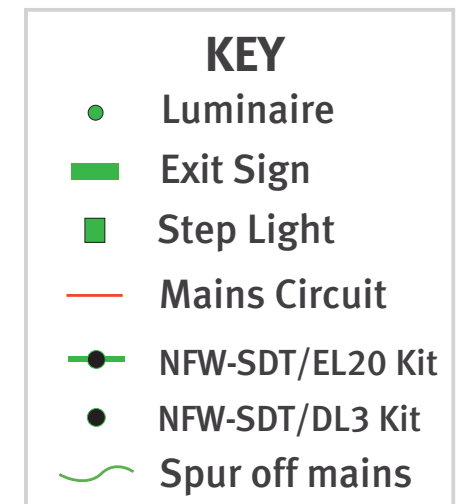 KEY
Luminaire
Exit Sign
Step Light
Mains Circuit
NFW-SDT/EL20 Kit
NFW-SDT/DL3 Kit
Spur off mains